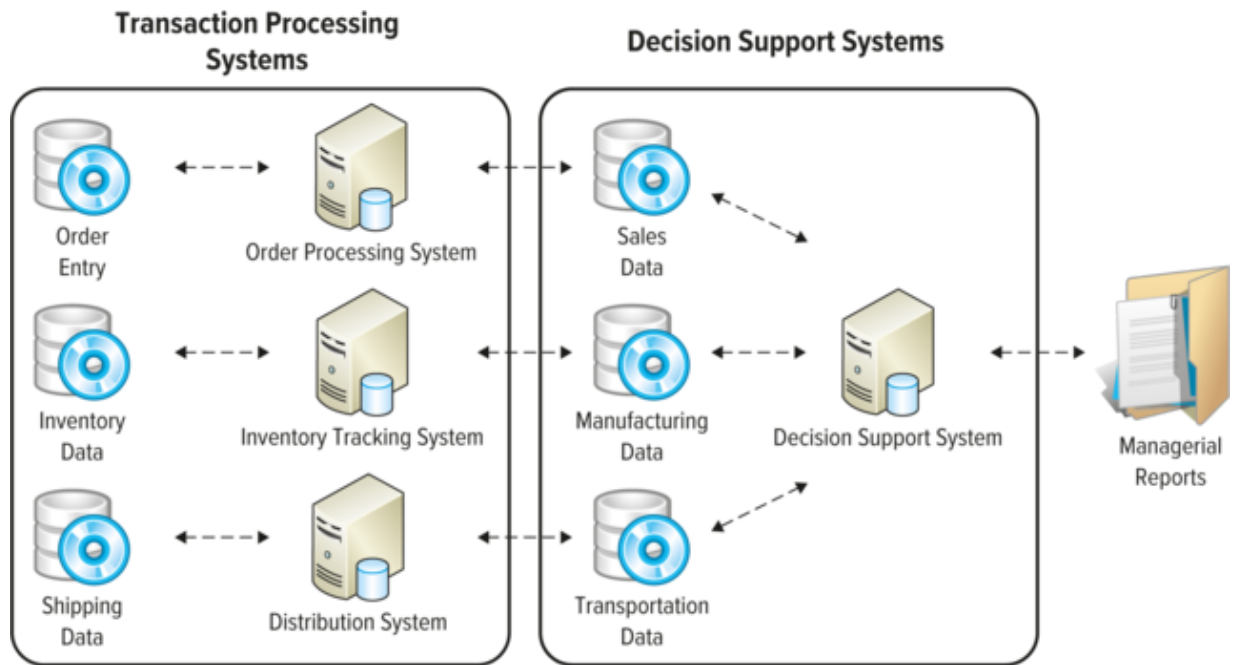 Transaction Processing
Systems
Decision Support Systems
Order
Entry
Order Processing System
Sales
Data
Inventory
Data
Inventory Tracking System
Manufacturing
Data
Decision Support System
Managerial
Reports
Shipping
Data
Distribution System
Transportation
Data